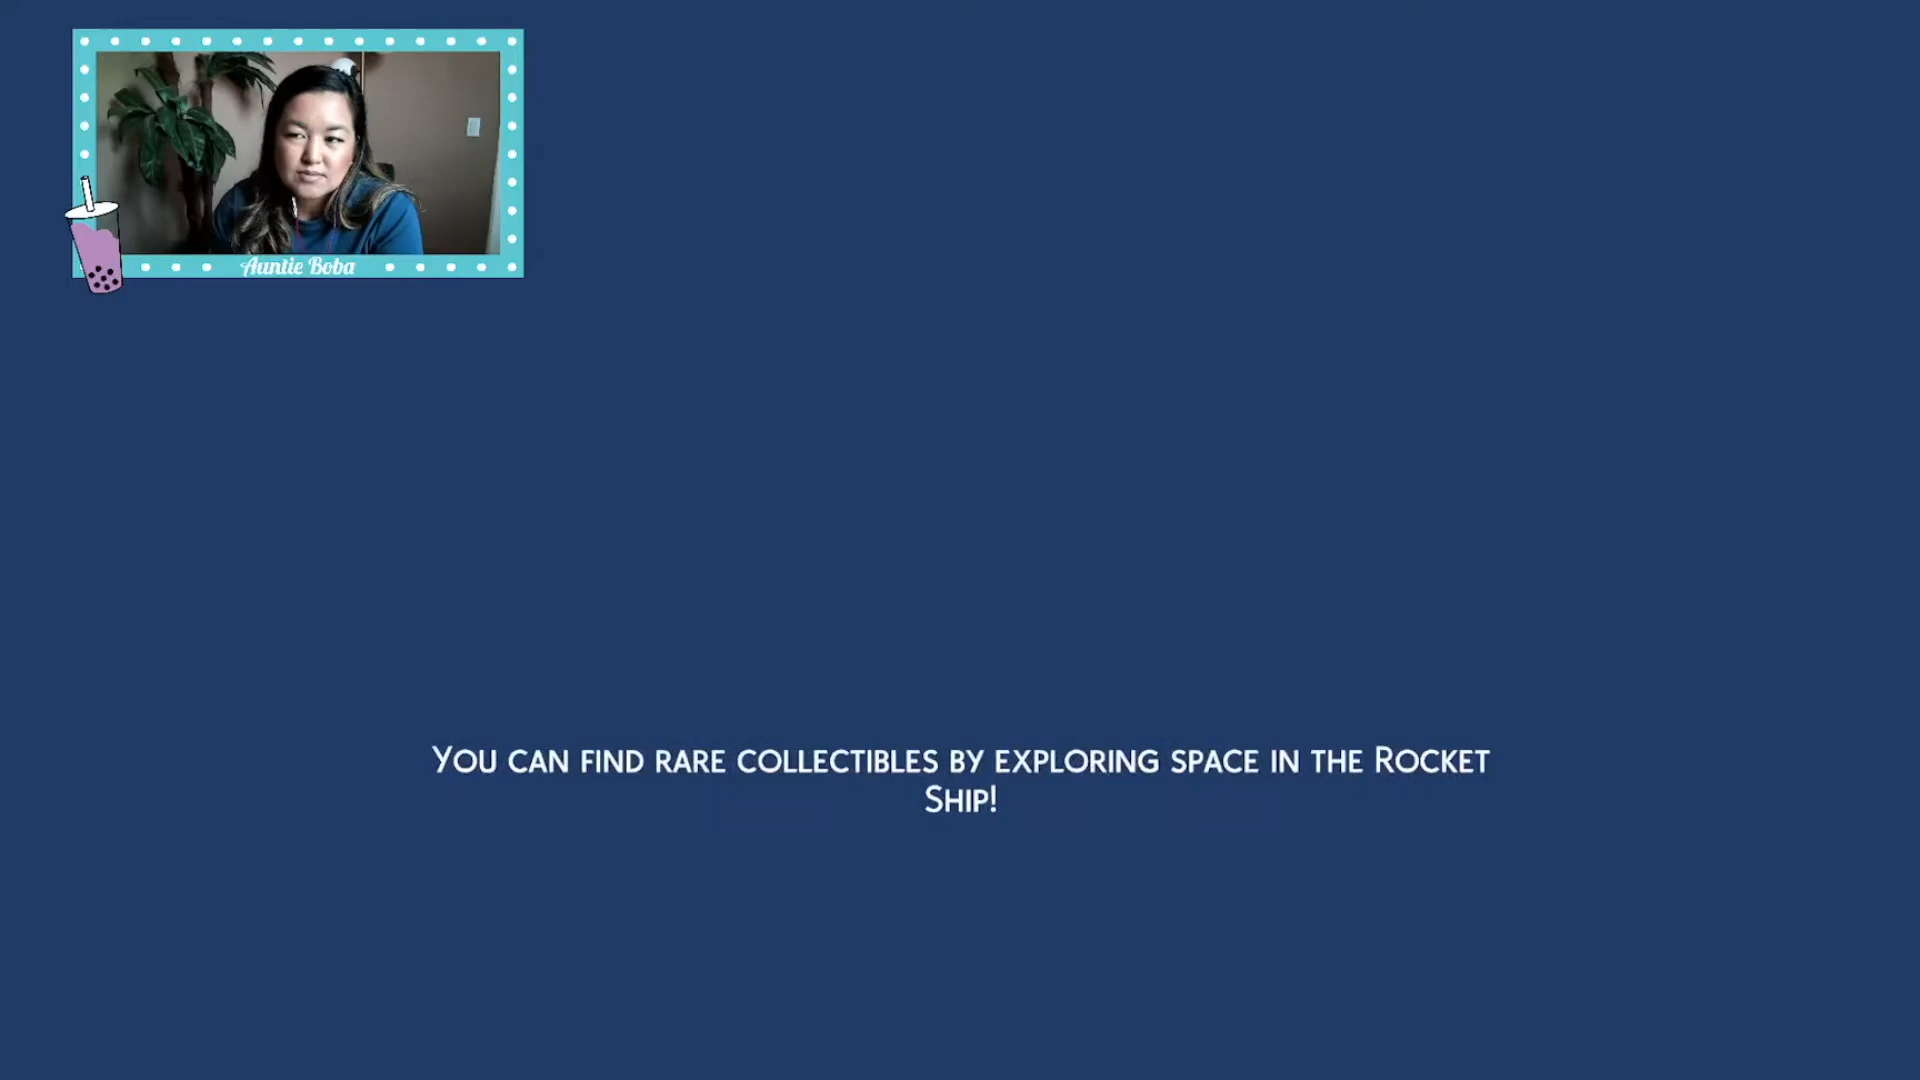 Auntie Boba
You can find rare collectibles by exploring space in the Rocket
Ship!